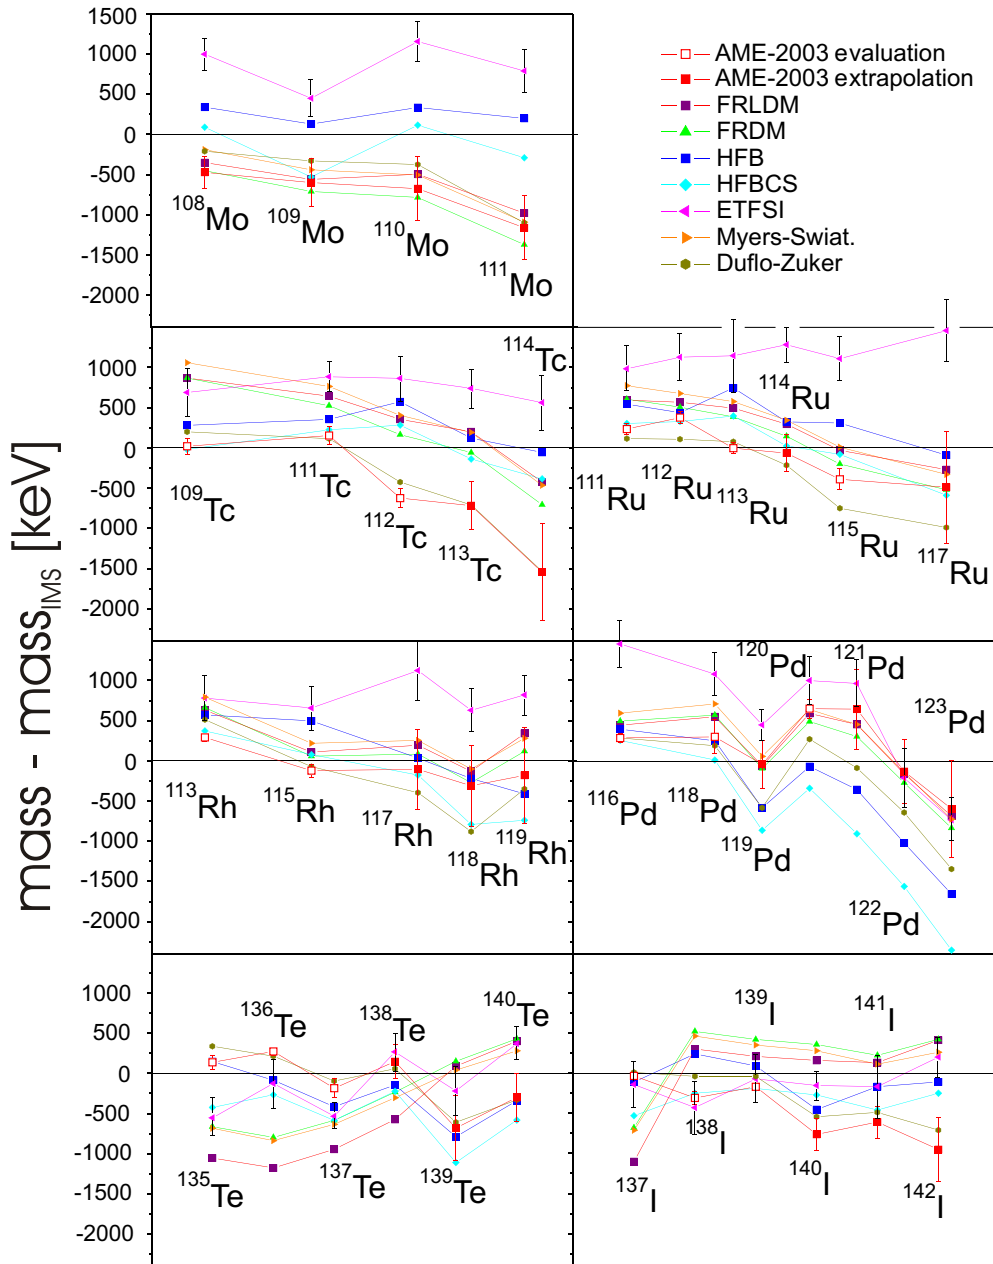 mass - mass_IMS [keV]
1500
1000
500
0
-500
-1000
-1500
-2000
AME-2003 evaluation
AME-2003 extrapolation
FRLDM
FRDM
HFB
HFBCS
ETFSI
Myers-Swiat.
Duflo-Zuker
¹⁰⁸Mo
¹⁰⁹Mo
¹¹⁰Mo
¹¹¹Mo
1000
500
0
-500
-1000
-1500
-2000
¹⁰⁹Tc
¹¹¹Tc
¹¹²Tc
¹¹³Tc
¹¹⁴Tc
¹¹¹Ru
¹¹²Ru
¹¹³Ru
¹¹⁴Ru
¹¹⁵Ru
¹¹⁷Ru
1000
500
0
-500
-1000
-1500
-2000
¹¹³Rh
¹¹⁵Rh
¹¹⁷Rh
¹¹⁸Rh
¹¹⁹Rh
¹¹⁶Pd
¹¹⁸Pd
¹¹⁹Pd
¹²⁰Pd
¹²¹Pd
¹²²Pd
¹²³Pd
1000
500
0
-500
-1000
-1500
-2000
¹³⁵Te
¹³⁶Te
¹³⁷Te
¹³⁸Te
¹³⁹Te
¹⁴⁰Te
¹³⁷I
¹³⁸I
¹³⁹I
¹⁴⁰I
¹⁴¹I
¹⁴²I